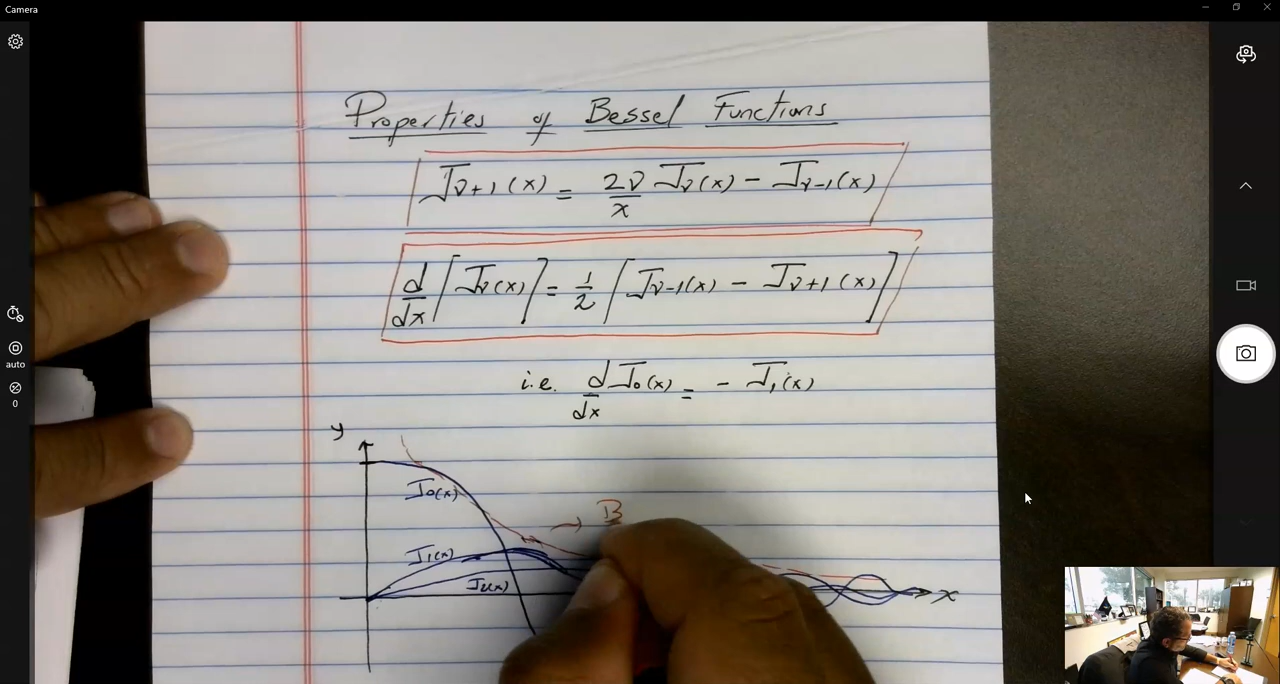 Camera
Properties of Bessel Functions
J𝜈+1(x) = 2𝜈/x J𝜈(x) − J𝜈-1(x)
d/dx [J𝜈(x)] = 1/2 [J𝜈-1(x) − J𝜈+1(x)]
i.e. d/dx J₀(x) = − J₁(x)
y
J₀(x)
B
J₁(x)
J₂(x)
x
auto
0